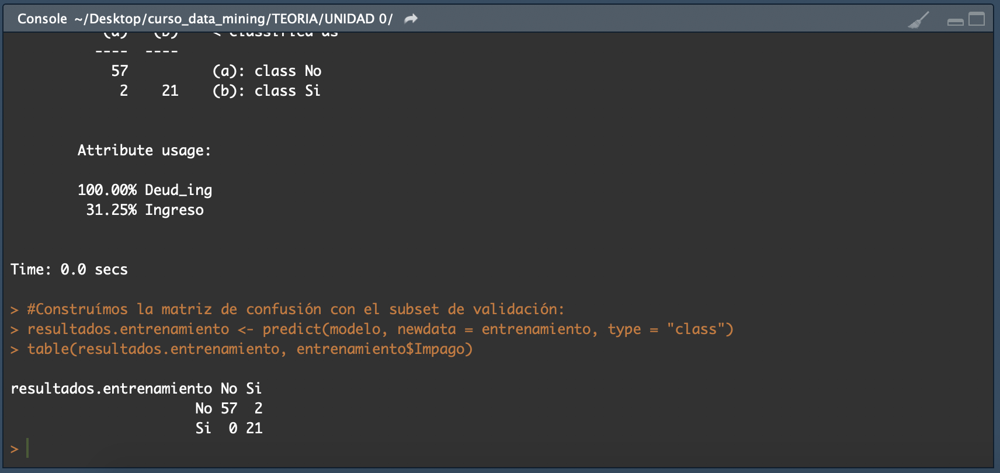 Console ~/Desktop/curso_data_mining/TEORIA/UNIDAD 0/
(a) (b) <-classified as
---- ----
57 (a): class No
2 21 (b): class Si
Attribute usage:
100.00% Deud_ing
31.25% Ingreso
Time: 0.0 secs
> #Construímos la matriz de confusión con el subset de validación:
> resultados.entrenamiento <- predict(modelo, newdata = entrenamiento, type = "class")
> table(resultados.entrenamiento, entrenamiento$Impago)
resultados.entrenamiento No Si
No 57 2
Si 0 21
>